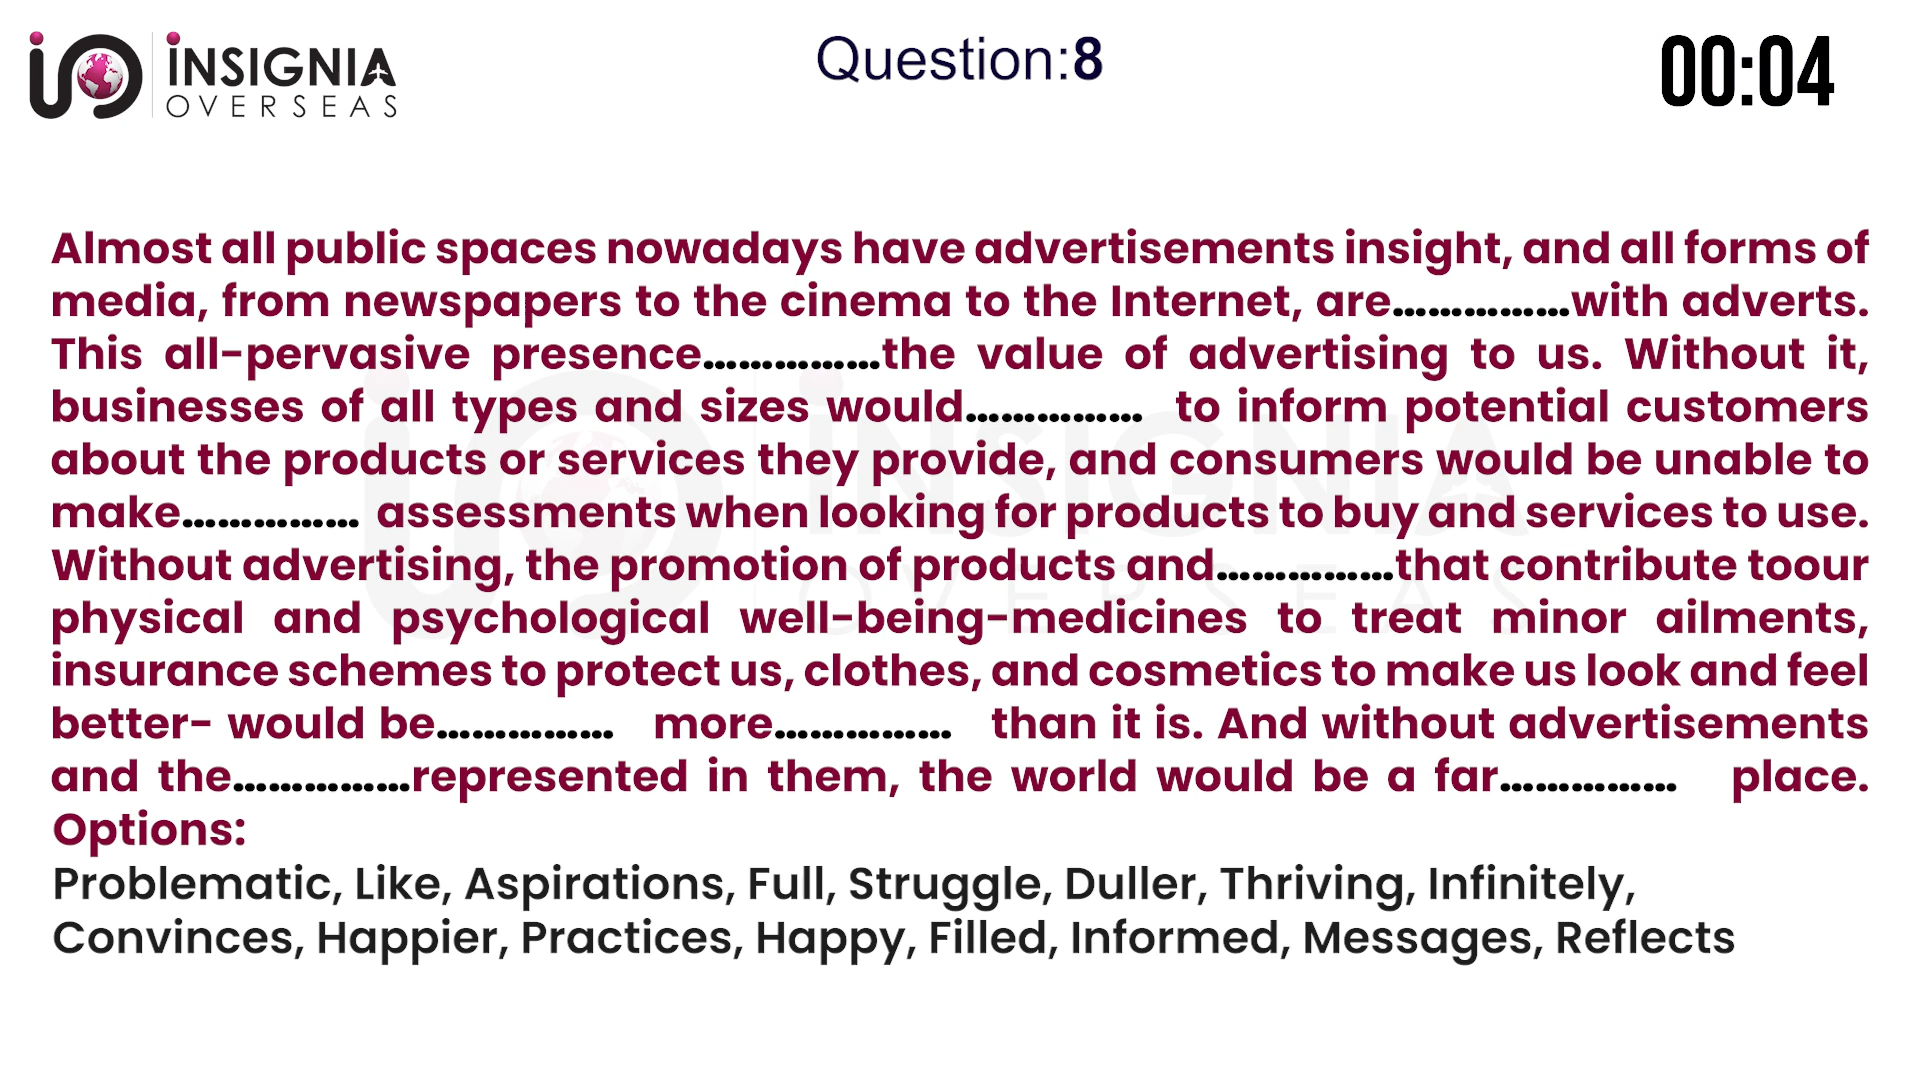 iNSIGNIA
OVERSEAS
Question:8
00:04
Almost all public spaces nowadays have advertisements insight, and all forms of
media, from newspapers to the cinema to the Internet, are...............with adverts.
This all-pervasive presence...............the value of advertising to us. Without it,
businesses of all types and sizes would............... to inform potential customers
about the products or services they provide, and consumers would be unable to
make............... assessments when looking for products to buy and services to use.
Without advertising, the promotion of products and...............that contribute toour
physical and psychological well-being-medicines to treat minor ailments,
insurance schemes to protect us, clothes, and cosmetics to make us look and feel
better- would be............... more............... than it is. And without advertisements
and the...............represented in them, the world would be a far............... place.
Options:
Problematic, Like, Aspirations, Full, Struggle, Duller, Thriving, Infinitely,
Convinces, Happier, Practices, Happy, Filled, Informed, Messages, Reflects